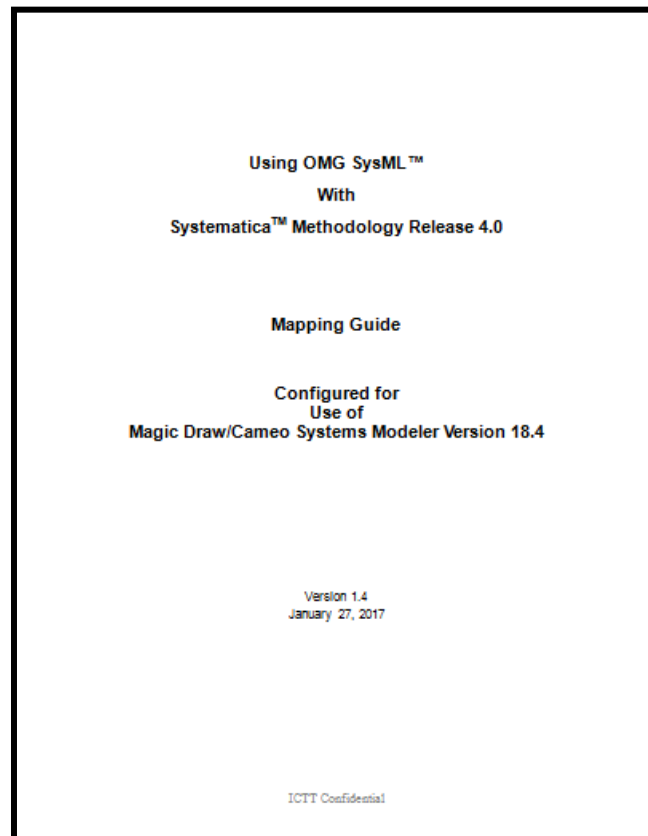 Using OMG SysML™
With
Systematica™ Methodology Release 4.0
Mapping Guide
Configured for
Use of
Magic Draw/Cameo Systems Modeler Version 18.4
Version 1.4
January 27, 2017
ICTT Confidential